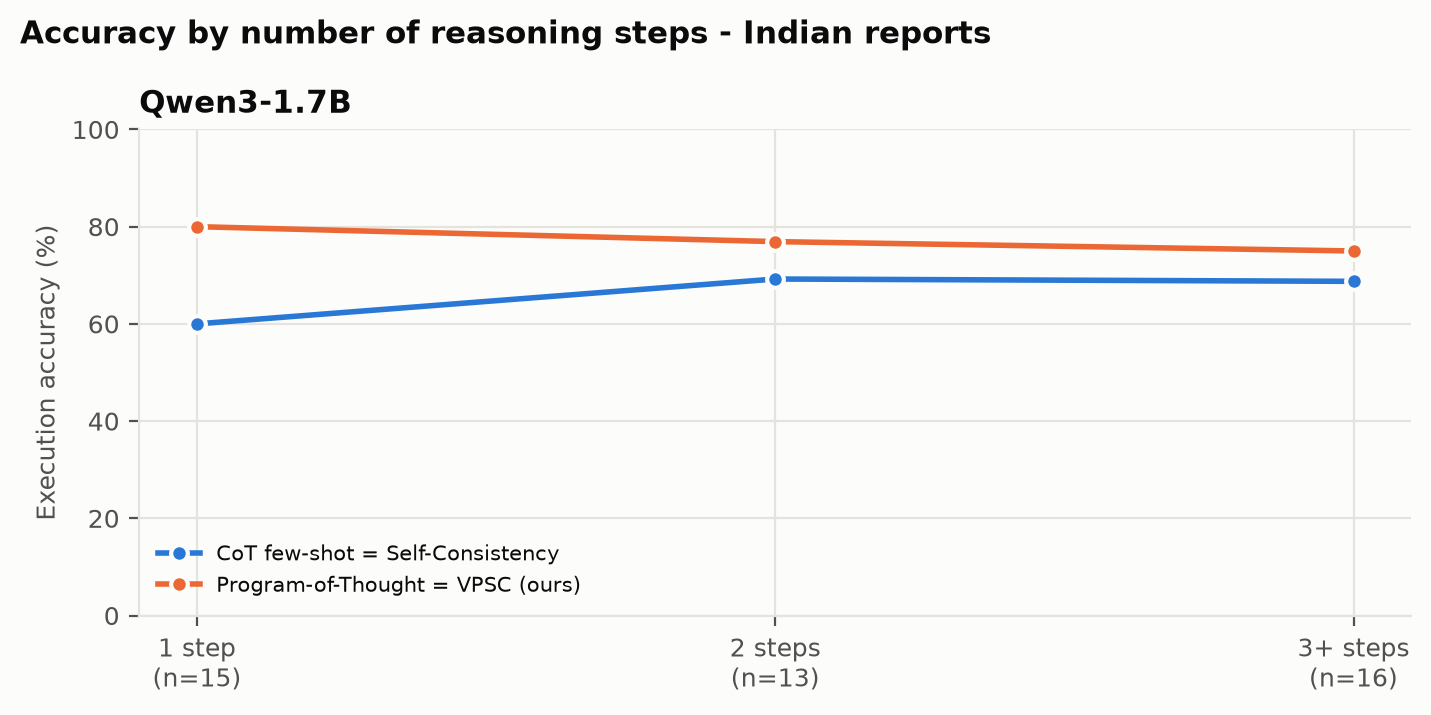 Accuracy by number of reasoning steps - Indian reports
Qwen3-1.7B
100
80
60
40
20
0
Execution accuracy (%)
CoT few-shot = Self-Consistency
Program-of-Thought = VPSC (ours)
1 step
(n=15)
2 steps
(n=13)
3+ steps
(n=16)